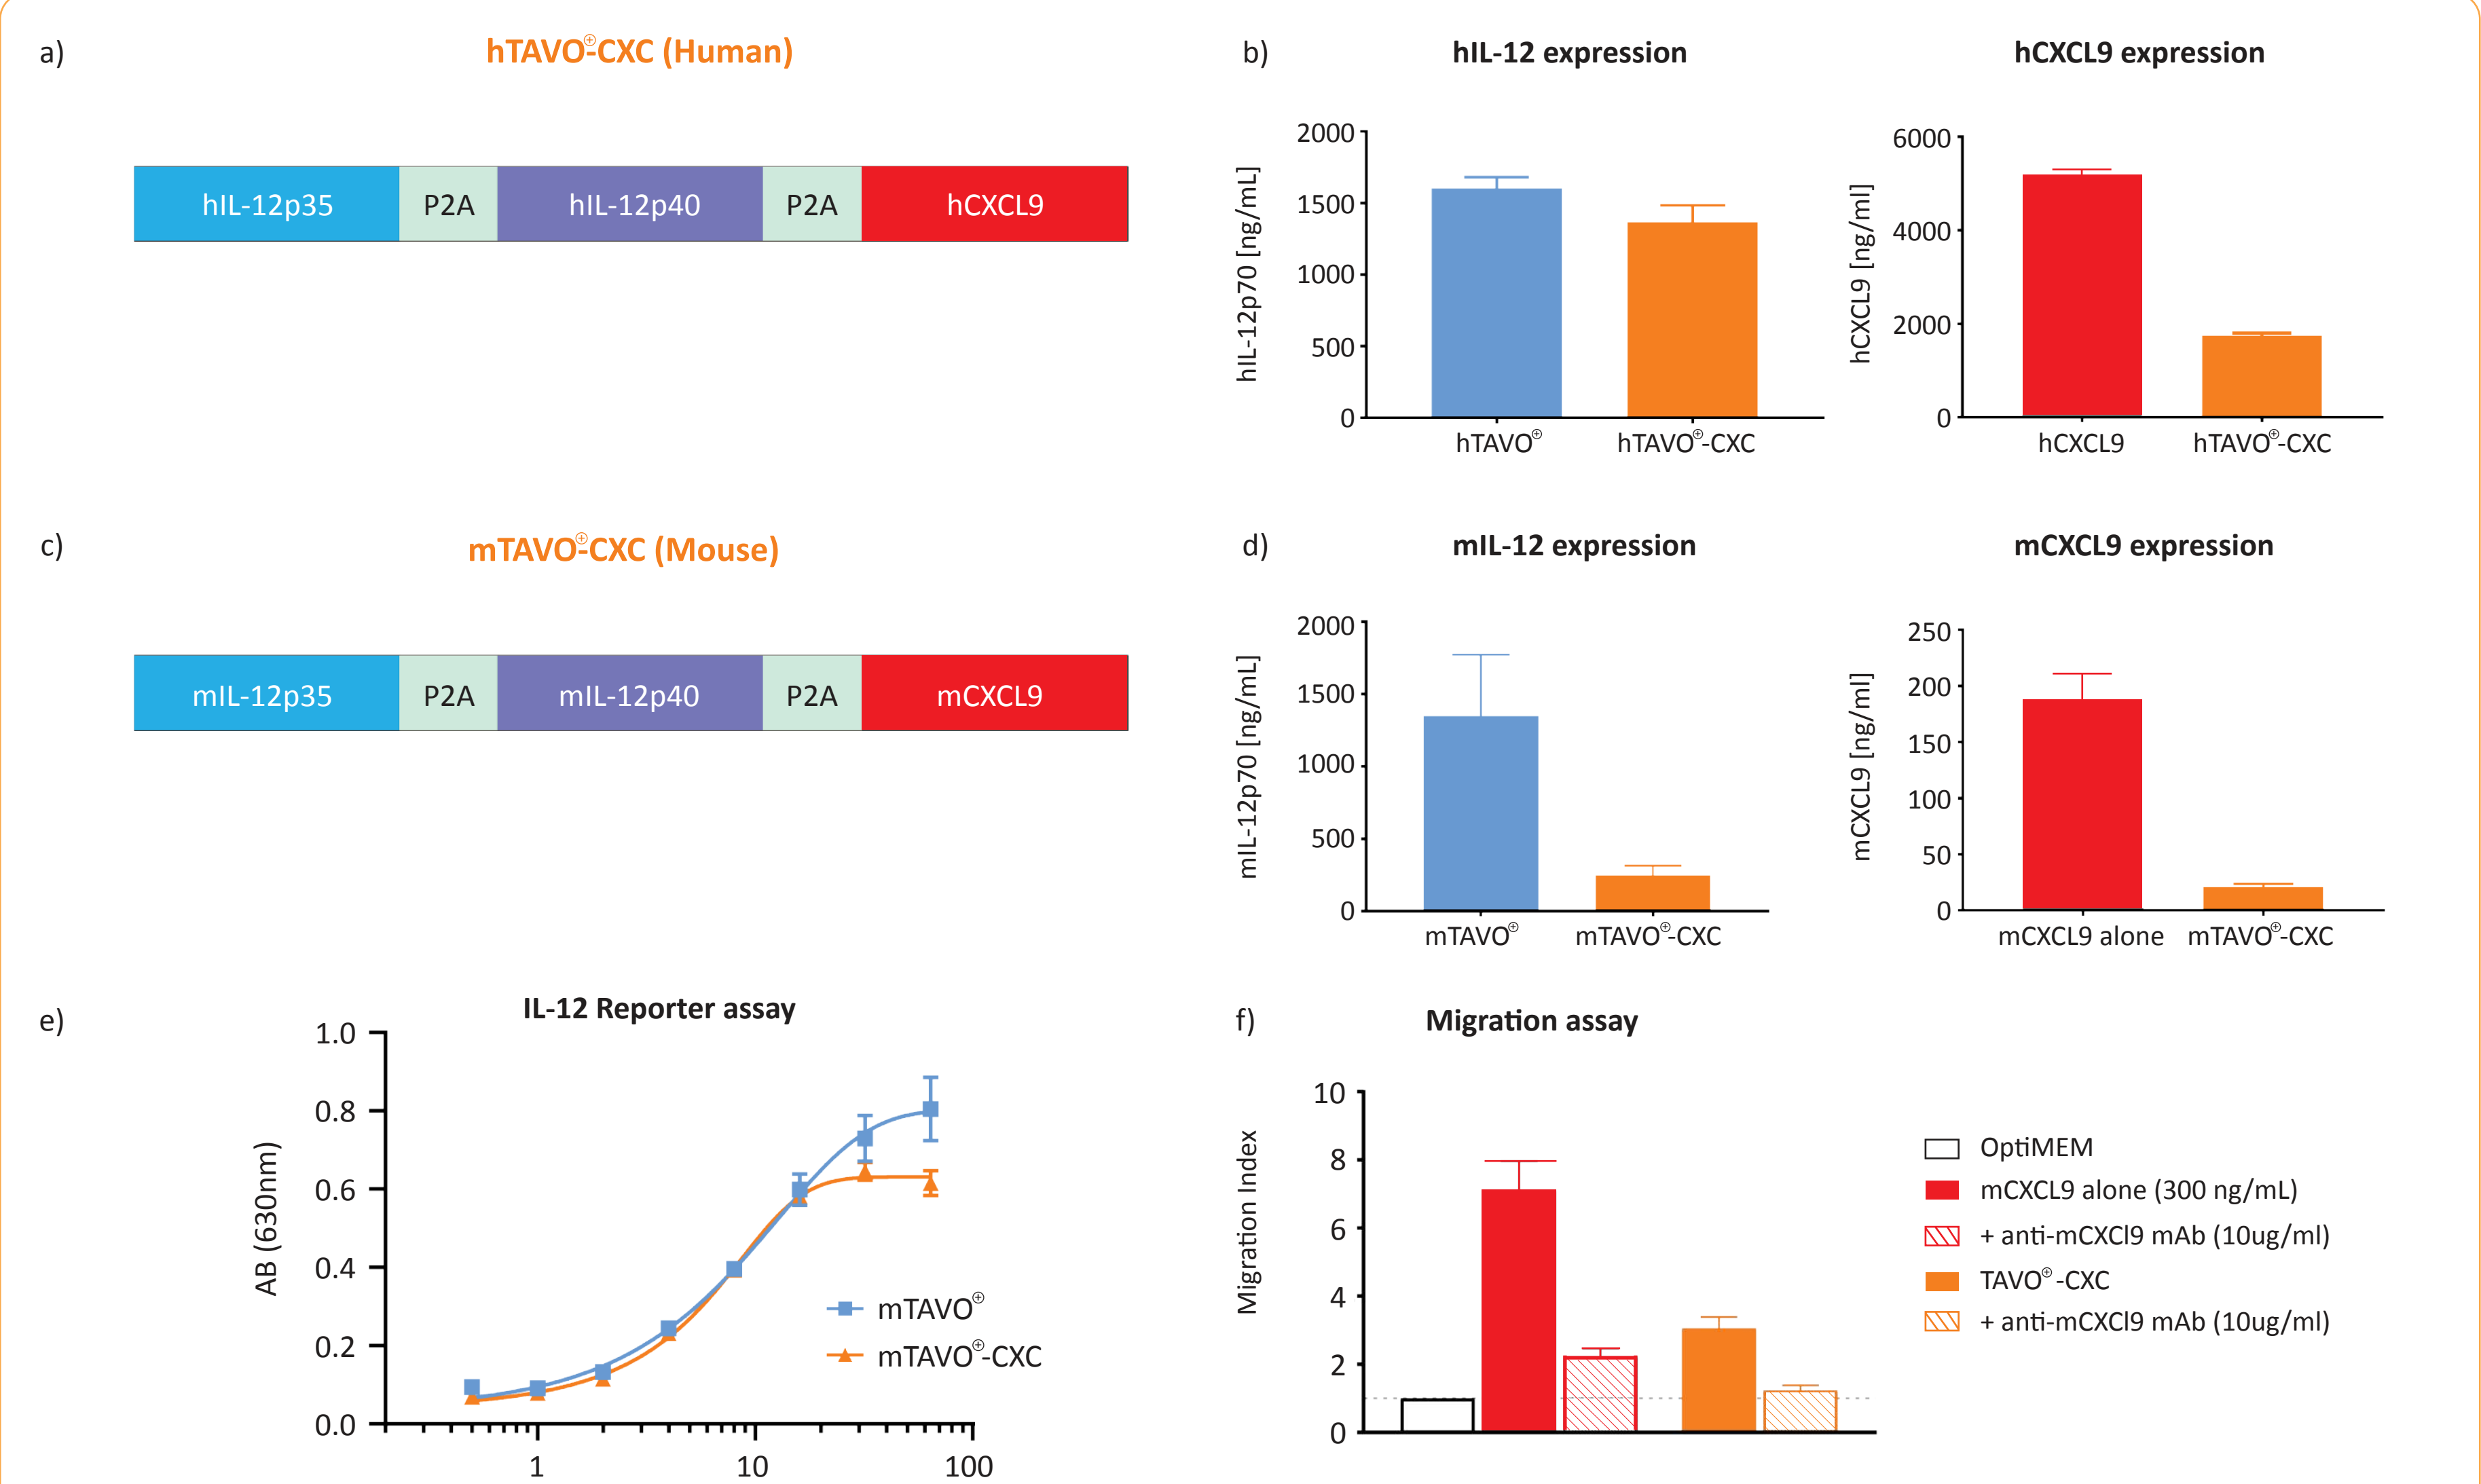 a)
hTAVO⊕-CXC (Human)
hIL-12p35 P2A hIL-12p40 P2A hCXCL9
b)
hIL-12 expression
hIL-12p70 [ng/mL]
2000
1500
1000
500
0
hTAVO⊕ hTAVO⊕-CXC
hCXCL9 expression
hCXCL9 [ng/ml]
6000
4000
2000
0
hCXCL9 hTAVO⊕-CXC
c)
mTAVO⊕-CXC (Mouse)
mIL-12p35 P2A mIL-12p40 P2A mCXCL9
d)
mIL-12 expression
mIL-12p70 [ng/mL]
2000
1500
1000
500
0
mTAVO⊕ mTAVO⊕-CXC
mCXCL9 expression
mCXCL9 [ng/ml]
250
200
150
100
50
0
mCXCL9 alone mTAVO⊕-CXC
e)
IL-12 Reporter assay
AB (630nm)
1.0
0.8
0.6
0.4
0.2
0.0
1 10 100
mTAVO⊕
mTAVO⊕-CXC
f)
Migration assay
Migration Index
10
8
6
4
2
0
OptiMEM
mCXCL9 alone (300 ng/mL)
+ anti-mCXCl9 mAb (10ug/ml)
TAVO⊕-CXC
+ anti-mCXCl9 mAb (10ug/ml)